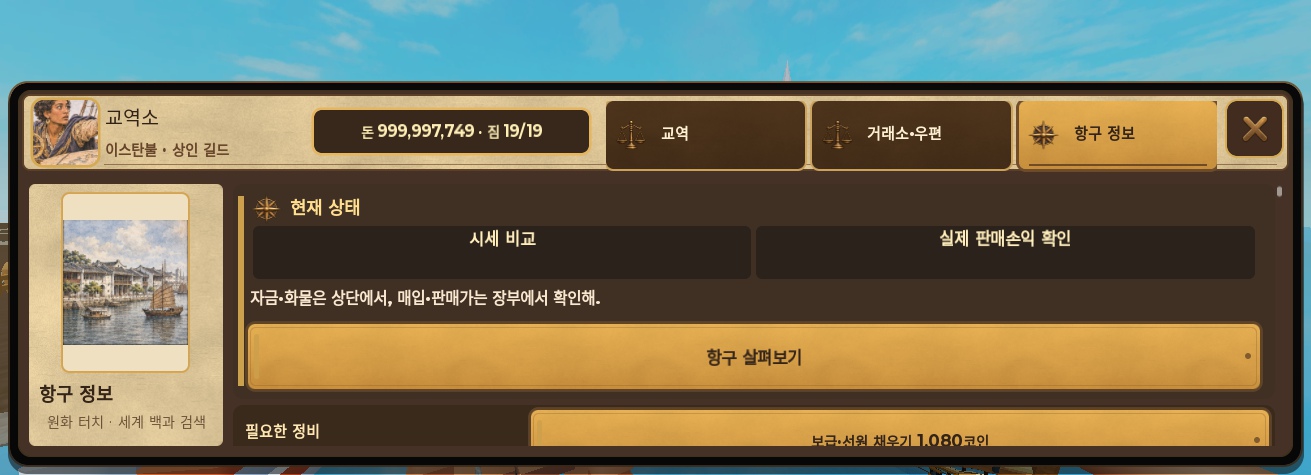 교역소
이스탄불 · 상인 길드
돈 999,997,749 · 짐 19/19
교역
거래소•우편
항구 정보
현재 상태
시세 비교
실제 판매손익 확인
자금•화물은 상단에서, 매입•판매가는 장부에서 확인해.
항구 살펴보기
항구 정보
원화 터치 · 세계 백과 검색
필요한 정비
보급•선원 채우기 1,080코인